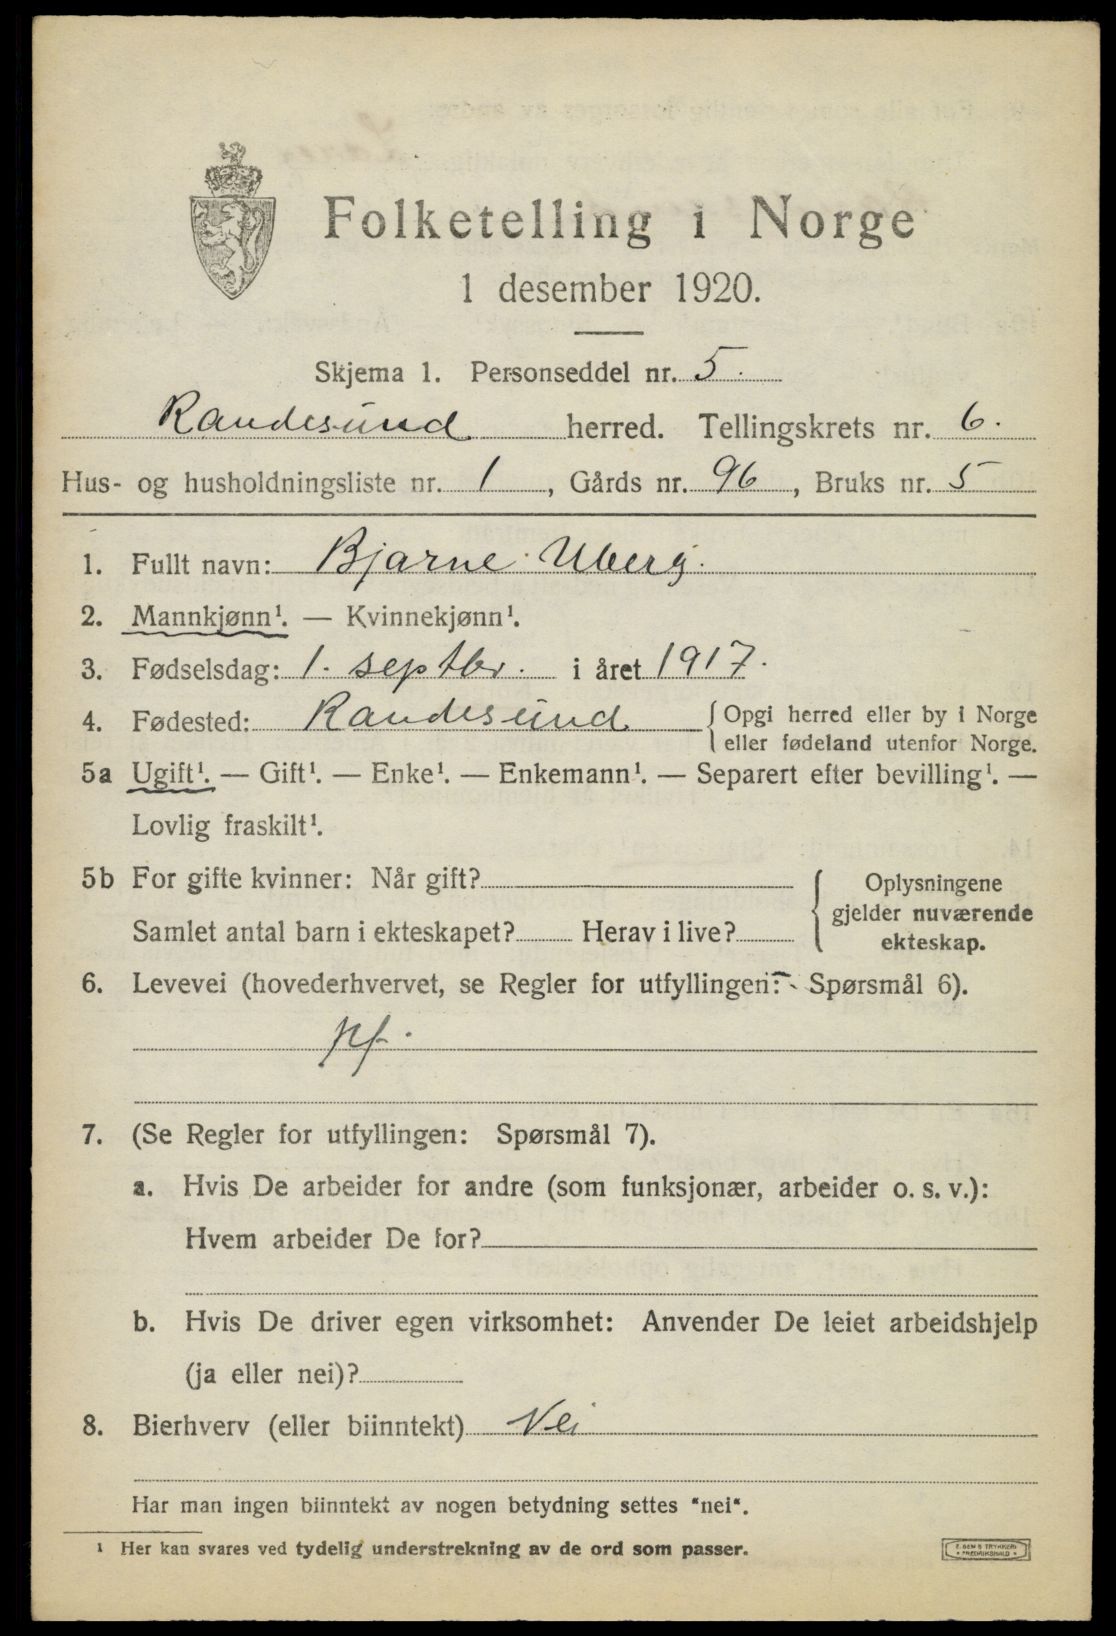 Folketelling i Norge
1 desember 1920.
Skjema 1. Personseddel nr. 5.
Randesund herred. Tellingskrets nr. 6.
Hus- og husholdningsliste nr. 1, Gårds nr. 96, Bruks nr. 5
1. Fullt navn: Bjarne Uberg.
2. Mannkjønn¹. — Kvinnekjønn¹.
3. Fødselsdag: 1. septbr. i året 1917.
4. Fødested: Randesund {Opgi herred eller by i Norge
eller fødeland utenfor Norge.
5a Ugift¹. — Gift¹. — Enke¹. — Enkemann¹. — Separert efter bevilling¹. —
Lovlig fraskilt¹.
5b For gifte kvinner: Når gift?
Samlet antal barn i ekteskapet? Herav i live?
Oplysningene
gjelder nuværende
ekteskap.
6. Levevei (hovederhvervet, se Regler for utfyllingen: Spørsmål 6).
7. (Se Regler for utfyllingen: Spørsmål 7).
a. Hvis De arbeider for andre (som funksjonær, arbeider o. s. v.):
Hvem arbeider De for?
b. Hvis De driver egen virksomhet: Anvender De leiet arbeidshjelp
(ja eller nei)?
8. Bierhverv (eller biinntekt) Nei
Har man ingen biinntekt av nogen betydning settes "nei".
¹ Her kan svares ved tydelig understrekning av de ord som passer.